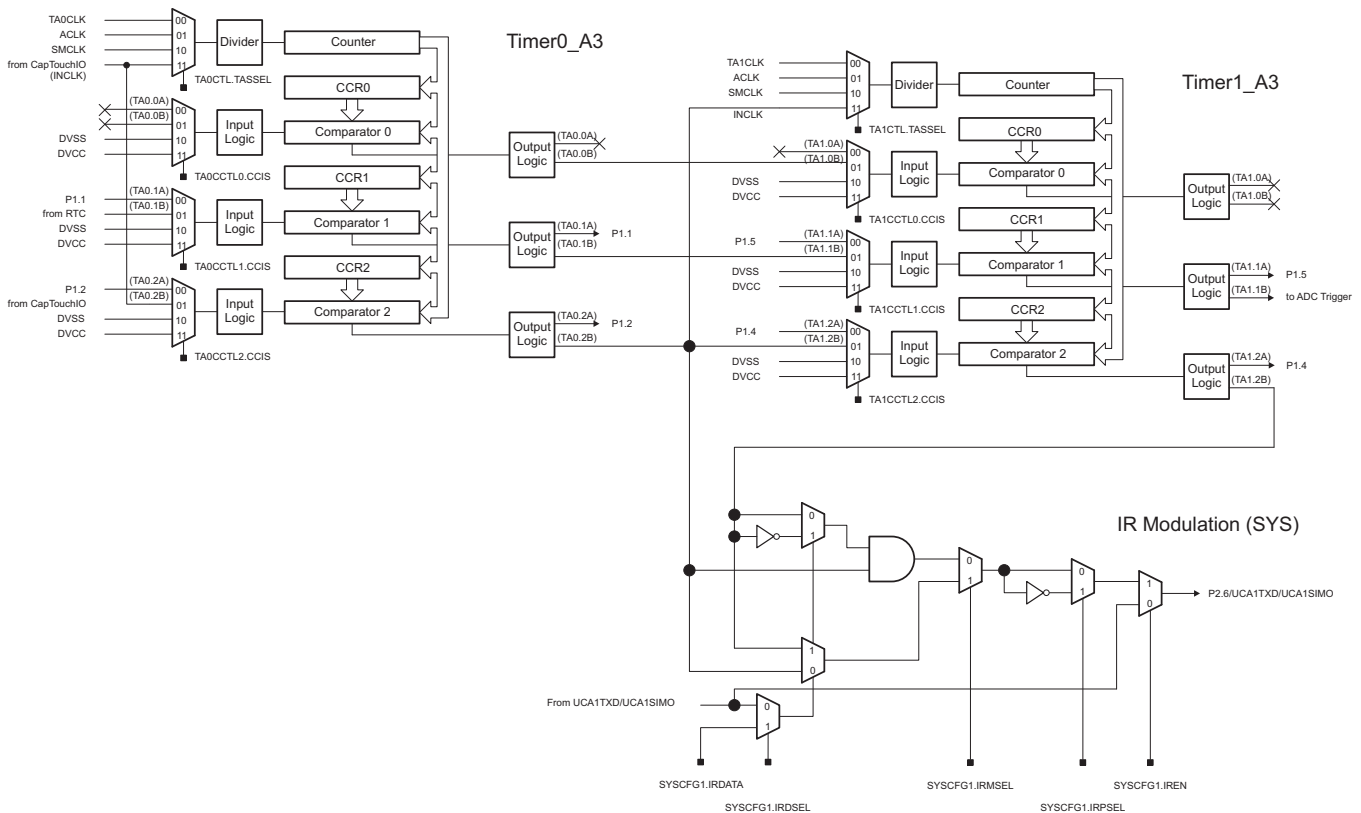 Timer0_A3
TA0CLK
ACLK
SMCLK
from CapTouchIO
(INCLK)
00
01
10
11
TA0CTL.TASSEL
Divider
Counter
(TA0.0A)
(TA0.0B)
DVSS
DVCC
00
01
10
11
TA0CCTL0.CCIS
Input
Logic
CCR0
Comparator 0
Output
Logic
(TA0.0A)
(TA0.0B)
P1.1
from RTC
DVSS
DVCC
(TA0.1A)
(TA0.1B)
00
01
10
11
TA0CCTL1.CCIS
Input
Logic
CCR1
Comparator 1
Output
Logic
(TA0.1A)
P1.1
(TA0.1B)
P1.2
from CapTouchIO
DVSS
DVCC
(TA0.2A)
(TA0.2B)
00
01
10
11
TA0CCTL2.CCIS
Input
Logic
CCR2
Comparator 2
Output
Logic
(TA0.2A)
P1.2
(TA0.2B)
Timer1_A3
TA1CLK
ACLK
SMCLK
INCLK
00
01
10
11
TA1CTL.TASSEL
Divider
Counter
(TA1.0A)
(TA1.0B)
DVSS
DVCC
00
01
10
11
TA1CCTL0.CCIS
Input
Logic
CCR0
Comparator 0
Output
Logic
(TA1.0A)
(TA1.0B)
P1.5
(TA1.1A)
(TA1.1B)
DVSS
DVCC
00
01
10
11
TA1CCTL1.CCIS
Input
Logic
CCR1
Comparator 1
Output
Logic
(TA1.1A)
P1.5
(TA1.1B)
to ADC Trigger
P1.4
(TA1.2A)
(TA1.2B)
DVSS
DVCC
00
01
10
11
TA1CCTL2.CCIS
Input
Logic
CCR2
Comparator 2
Output
Logic
(TA1.2A)
P1.4
(TA1.2B)
IR Modulation (SYS)
0
1
0
1
0
1
1
0
P2.6/UCA1TXD/UCA1SIMO
1
0
From UCA1TXD/UCA1SIMO
0
1
SYSCFG1.IRDATA
SYSCFG1.IRDSEL
SYSCFG1.IRMSEL
SYSCFG1.IRPSEL
SYSCFG1.IREN